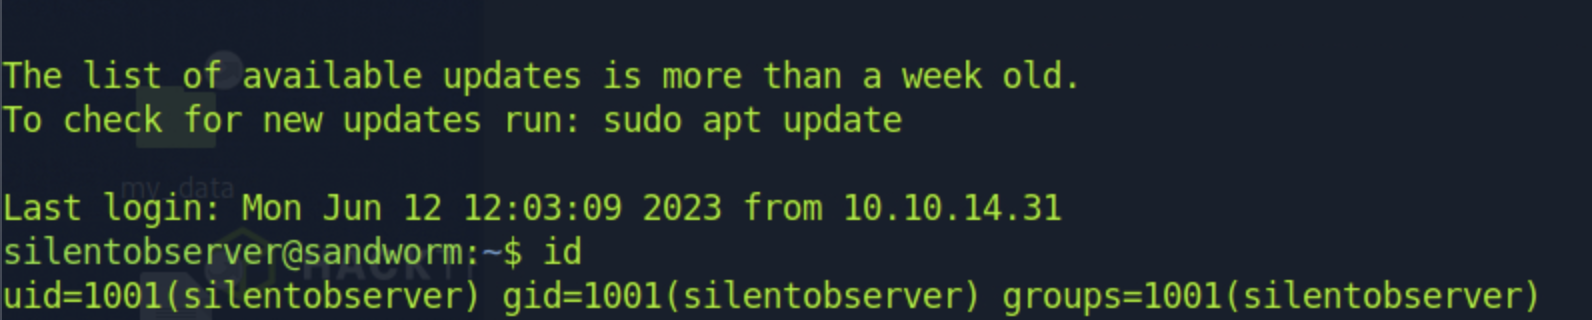 The list of available updates is more than a week old.
To check for new updates run: sudo apt update
my_data
Last login: Mon Jun 12 12:03:09 2023 from 10.10.14.31
silentobserver@sandworm:~$ id
HACK
uid=1001(silentobserver) gid=1001(silentobserver) groups=1001(silentobserver)